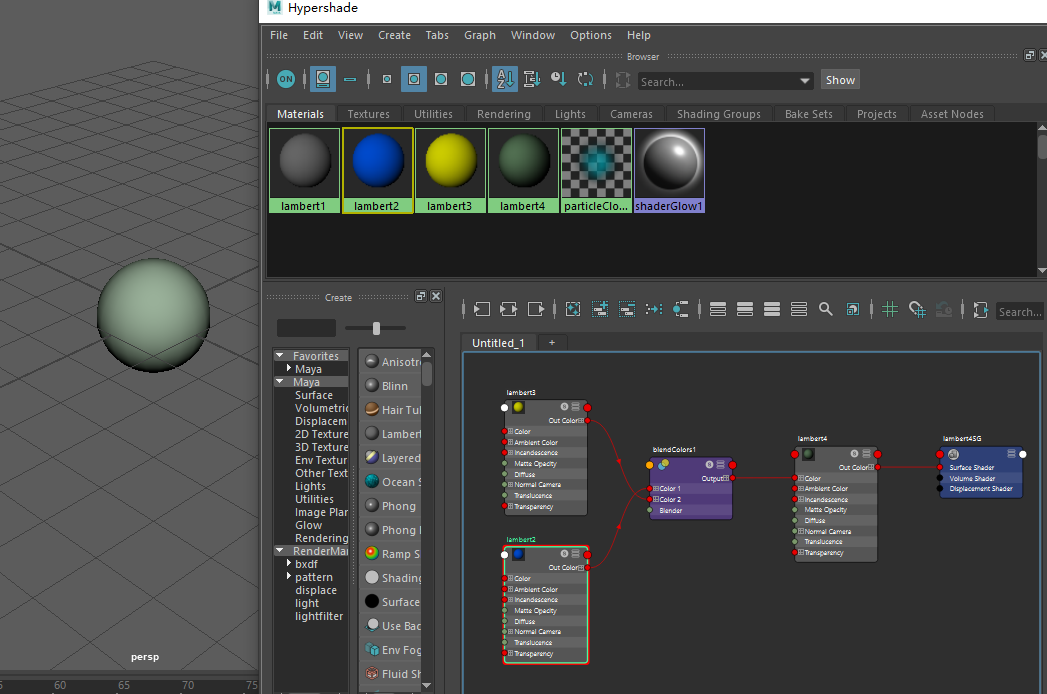 Hypershade
File Edit View Create Tabs Graph Window Options Help
Browser
ON
Search...
Show
Materials Textures Utilities Rendering Lights Cameras Shading Groups Bake Sets Projects Asset Nodes
lambert1 lambert2 lambert3 lambert4 particleClo... shaderGlow1
Create
Search...
Untitled_1 +
Favorites
Maya
Maya
Surface
Volumetric
Displacem
2D Texture
3D Texture
Env Textur
Other Text
Lights
Utilities
Image Plan
Glow
Rendering
RenderMan
bxdf
pattern
displace
light
lightfilter
Anisotr
Blinn
Hair Tul
Lambert
Layered
Ocean S
Phong
Phong
Ramp S
Shading
Surface
Use Bac
Env Fog
Fluid Sh
lambert3
Out Color
Color
Ambient Color
Incandescence
Matte Opacity
Diffuse
Normal Camera
Translucence
Transparency
lambert2
Out Color
Color
Ambient Color
Incandescence
Matte Opacity
Diffuse
Normal Camera
Translucence
Transparency
blendColors1
Output
Color 1
Color 2
Blender
lambert4
Out Color
Color
Ambient Color
Incandescence
Matte Opacity
Diffuse
Normal Camera
Translucence
Transparency
lambert4SG
Surface Shader
Volume Shader
Displacement Shader
persp
60 65 70 75